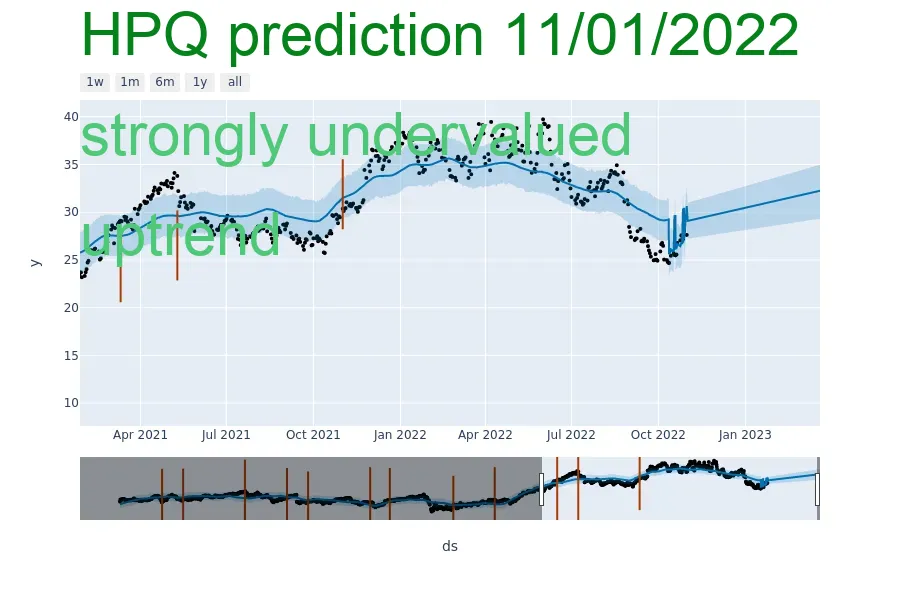 HPQ prediction 11/01/2022
1w 1m 6m 1y all
strongly undervalued
uptrend
40
35
30
25
20
15
10
y
Apr 2021 Jul 2021 Oct 2021 Jan 2022 Apr 2022 Jul 2022 Oct 2022 Jan 2023
ds